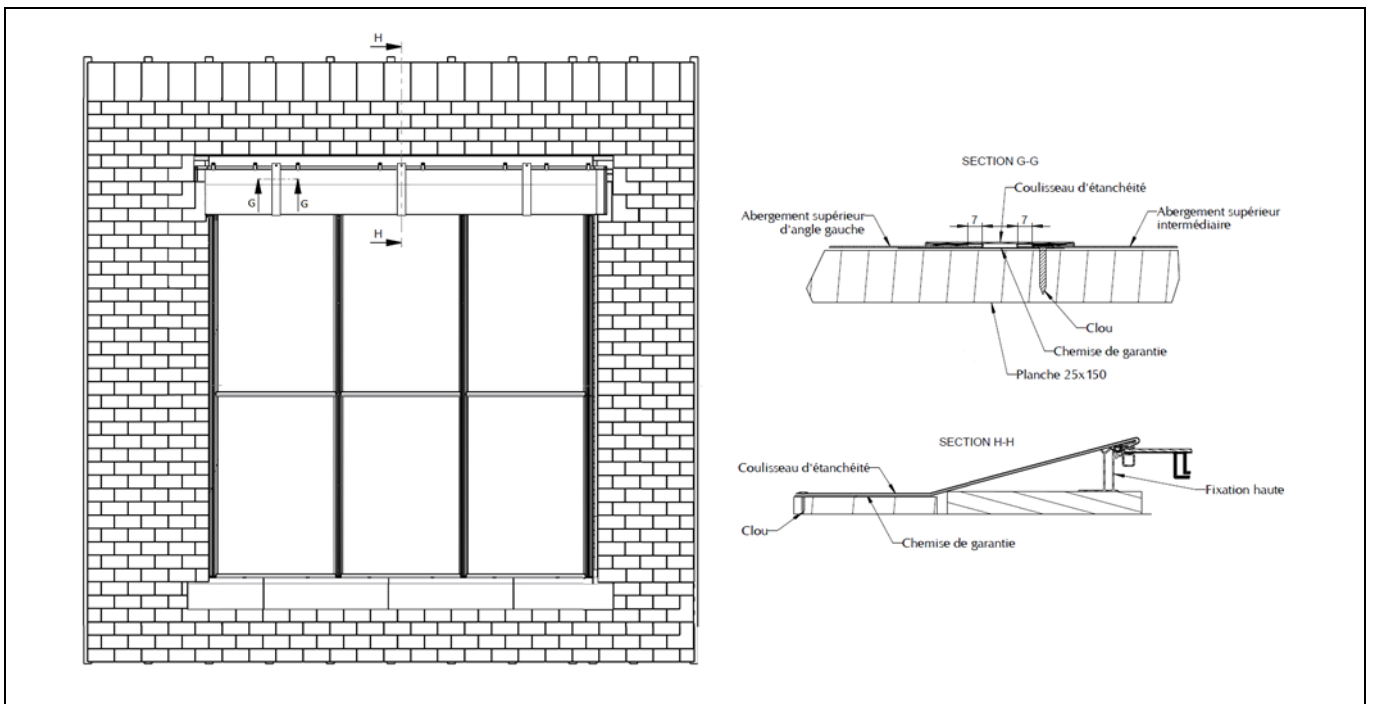 H
G
G
H
SECTION G-G
Coulisseau d'étanchéité
Abergement supérieur
d'angle gauche
7
7
Abergement supérieur
intermédiaire
Clou
Chemise de garantie
Planche 25x150
SECTION H-H
Coulisseau d'étanchéité
Fixation haute
Clou
Chemise de garantie